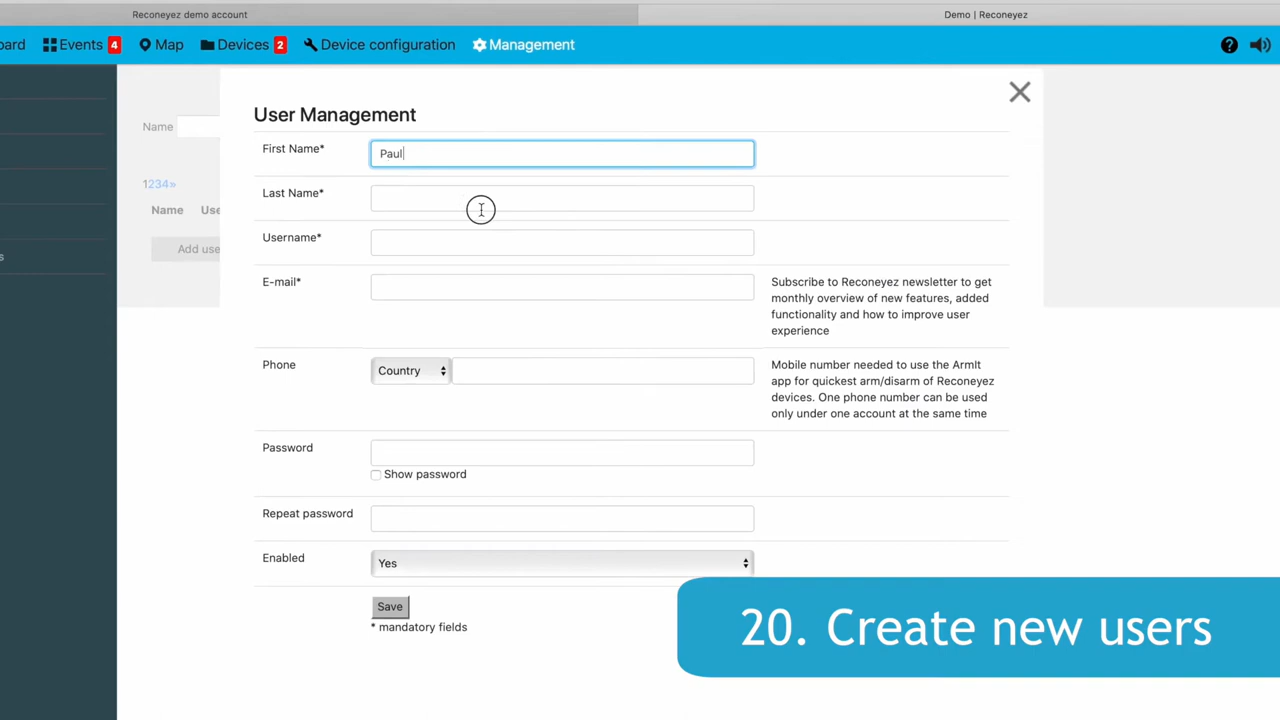 Reconeyez demo account
Demo | Reconeyez
oard
Events 4
Map
Devices 2
Device configuration
Management
User Management
First Name*
Paul
Last Name*
Username*
E-mail*
Subscribe to Reconeyez newsletter to get
monthly overview of new features, added
functionality and how to improve user
experience
Phone
Country
Mobile number needed to use the ArmIt
app for quickest arm/disarm of Reconeyez
devices. One phone number can be used
only under one account at the same time
Password
Show password
Repeat password
Enabled
Yes
Save
* mandatory fields
Name
1234»
Name Use
Add use
s
20. Create new users